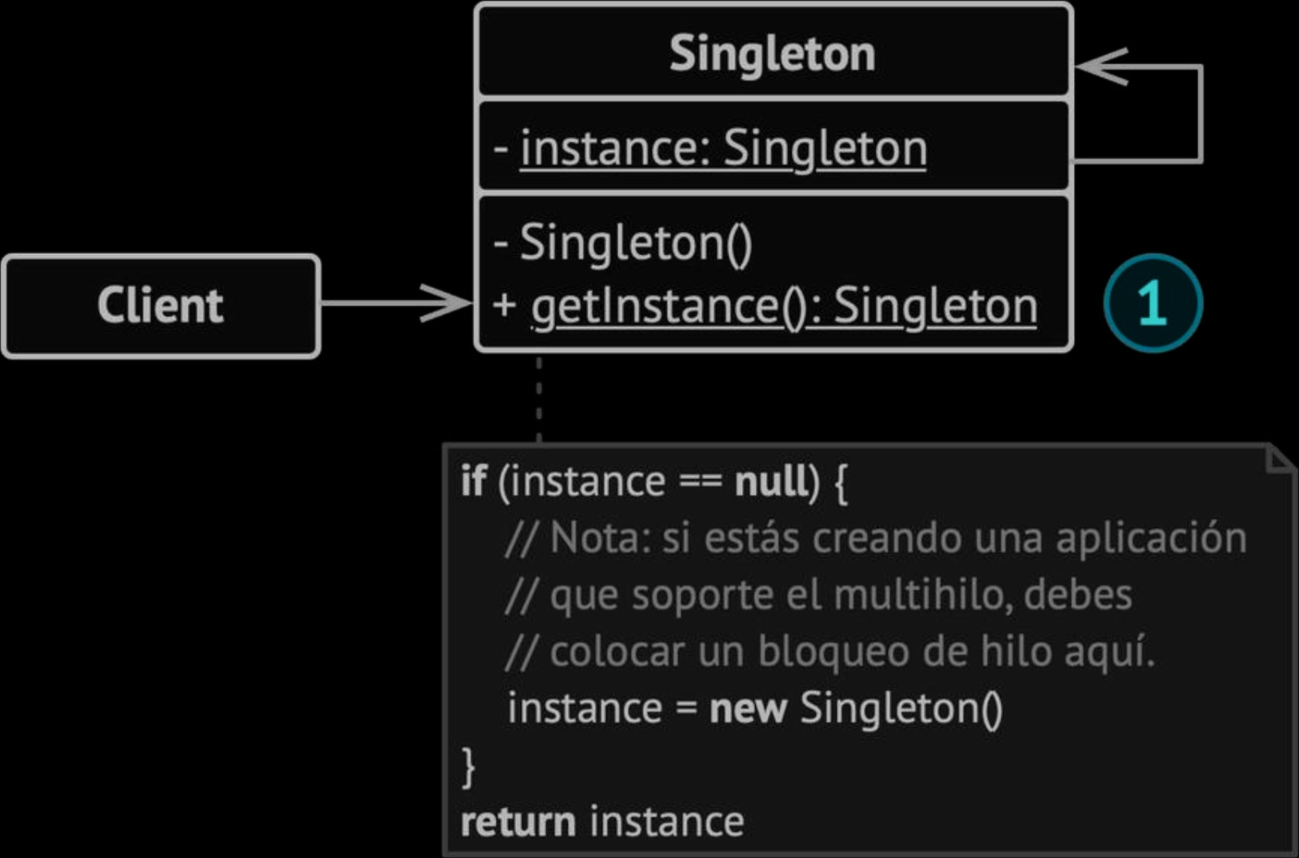 Singleton
- instance: Singleton
- Singleton()
+ getInstance(): Singleton
Client
1
if (instance == null) {
// Nota: si estás creando una aplicación
// que soporte el multihilo, debes
// colocar un bloqueo de hilo aquí.
instance = new Singleton()
}
return instance